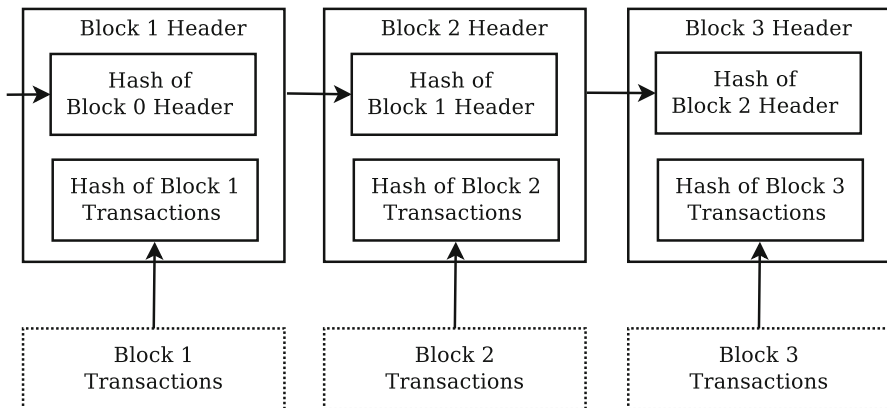 Block 1 Header
Hash of
Block 0 Header
Hash of Block 1
Transactions
Block 1
Transactions
Block 2 Header
Hash of
Block 1 Header
Hash of Block 2
Transactions
Block 2
Transactions
Block 3 Header
Hash of
Block 2 Header
Hash of Block 3
Transactions
Block 3
Transactions